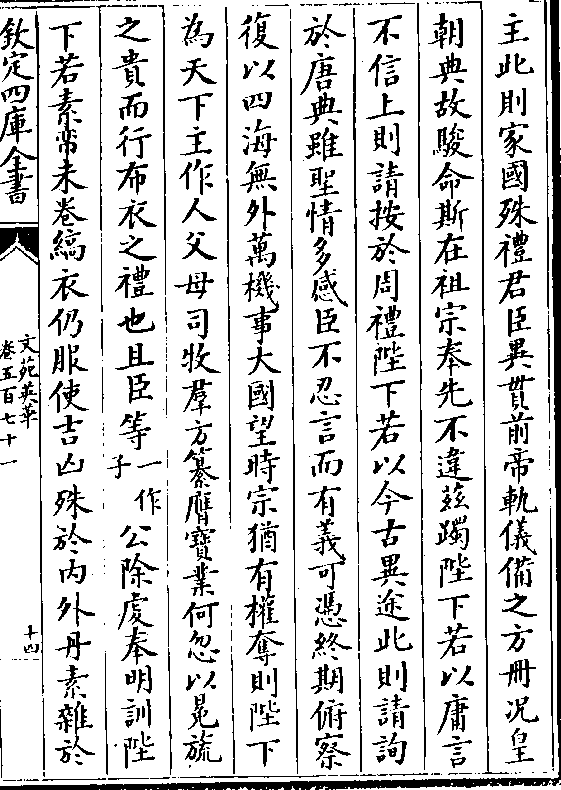 主此則家國殊禮君臣異貫前帝軌儀備之方冊况皇
朝典故駿命斯在祖宗奉先不違兹躅陛下若以庸言
不信上則請按於周禮陛下若以今古異途此則請詢
於唐典雖聖情多感臣不忍言而有義可憑終期俯察
復以四海無外萬機事大國望時宗猶有權奪則陛下
為天下主作人父母司牧羣方纂膺寳業何忽以冕旒
之貴而行布衣之禮也且臣等一作子公除䖏奉明訓陛
下若素帟未巻縞衣仍服使吉凶殊於内外丹素雜於
欽定四庫全書
文苑英華
巻五百七十一
十四